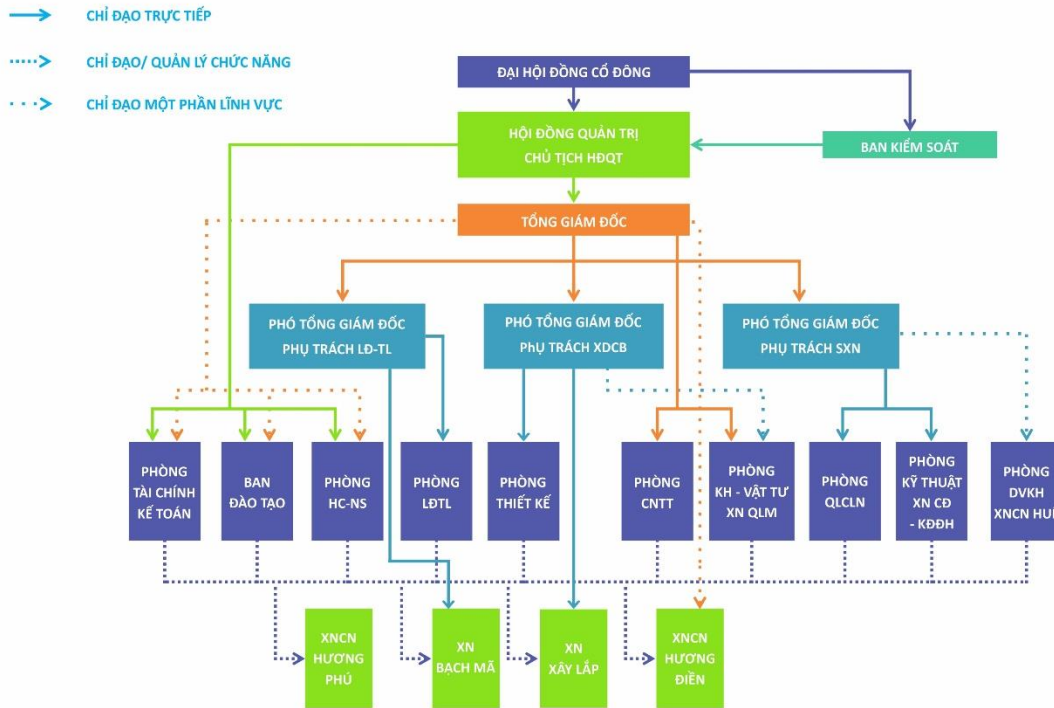 CHỈ ĐẠO TRỰC TIẾP
CHỈ ĐẠO/ QUẢN LÝ CHỨC NĂNG
CHỈ ĐẠO MỘT PHẦN LĨNH VỰC
ĐẠI HỘI ĐỒNG CỔ ĐÔNG
HỘI ĐỒNG QUẢN TRỊ
CHỦ TỊCH HĐQT
BAN KIỂM SOÁT
TỔNG GIÁM ĐỐC
PHÓ TỔNG GIÁM ĐỐC
PHỤ TRÁCH LĐ-TL
PHÓ TỔNG GIÁM ĐỐC
PhỤ TRÁCH XDCB
PHÓ TỔNG GIÁM ĐỐC
PHỤ TRÁCH SXN
PHÒNG
TÀI CHÍNH
KẾ TOÁN
BAN
ĐÀO TẠO
PHÒNG
HC-NS
PHÒNG
LĐTL
PHÒNG
THIẾT KẾ
PHÒNG
CNTT
PHÒNG
KH - VẬT TƯ
XN QLM
PHÒNG
QLCLN
PHÒNG
KỸ THUẬT
XN CĐ
- KĐĐH
PHÒNG
DVKH
XNCN HUẾ
XNCN
HƯƠNG
PHÚ
XN
BẠCH MÃ
XN
XÂY LẮP
XNCN
HƯƠNG
ĐIỀN